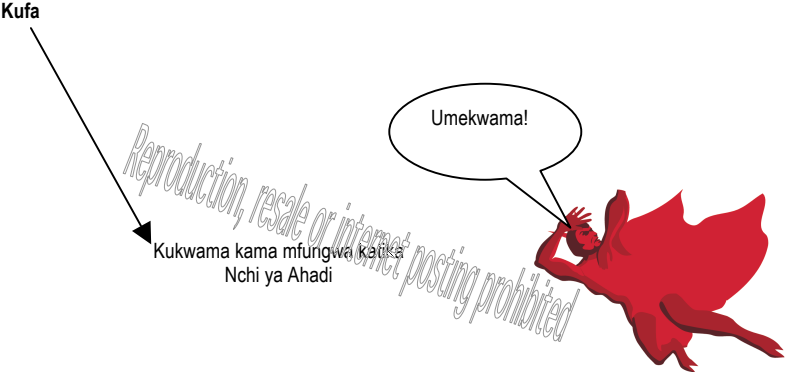 Kufa
Umekwama!
Reproduction, resale or internet posting prohibited
Kukwama kama mfungwa katika
Nchi ya Ahadi